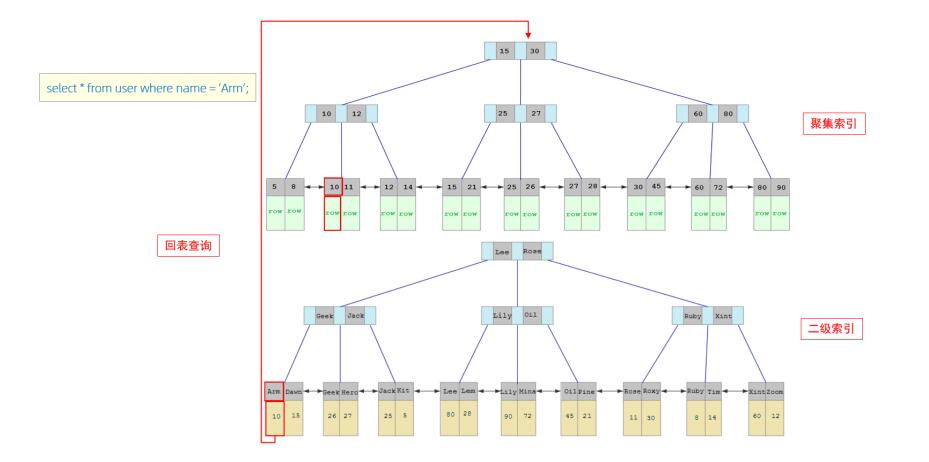 15 30
select * from user where name = ‘Arm’;
10 12
25 27
60 80
聚集索引
5 8 10 11 12 14 15 21 25 26 27 28 30 45 60 72 80 90
row row row row row row row row row row row row row row row row row row
回表查询
Lee Rose
Geek Jack
Lily Oil
Ruby Xint
二级索引
Arm Dawn Geek Hero Jack Kit Lee Lem Lily Mina Oil Pine Rose Roxy Ruby Tim Xint Zoom
10 15 26 27 25 5 80 28 90 72 45 21 11 30 8 14 60 12